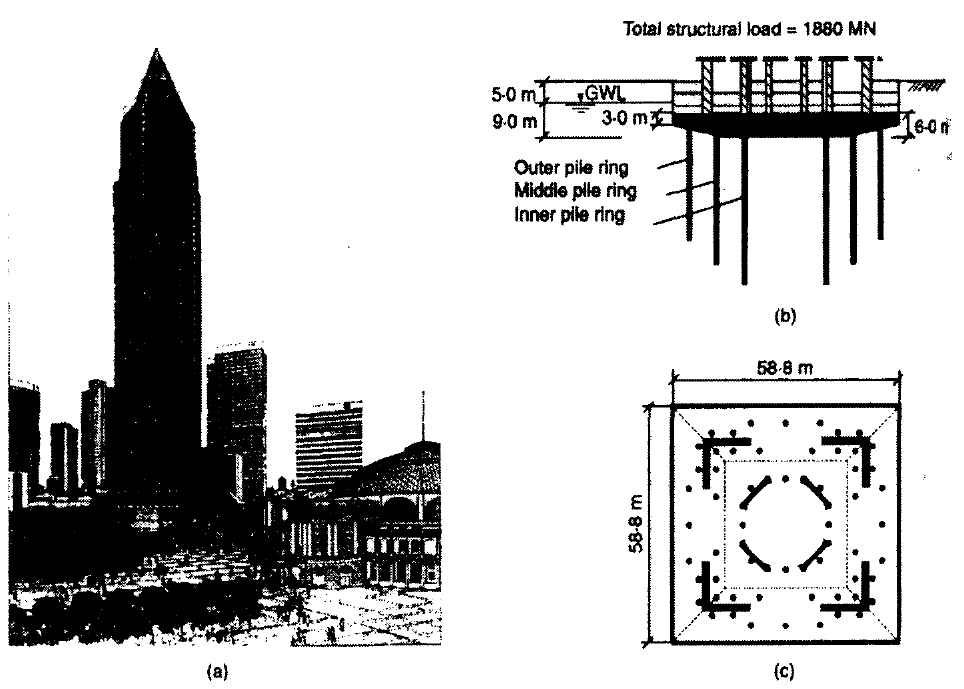 Total structural load = 1880 MN
5·0 m
GWL
9·0 m
3·0 m
6·0
Outer pile ring
Middle pile ring
Inner pile ring
(b)
58·8 m
58·8 m
(a)
(c)